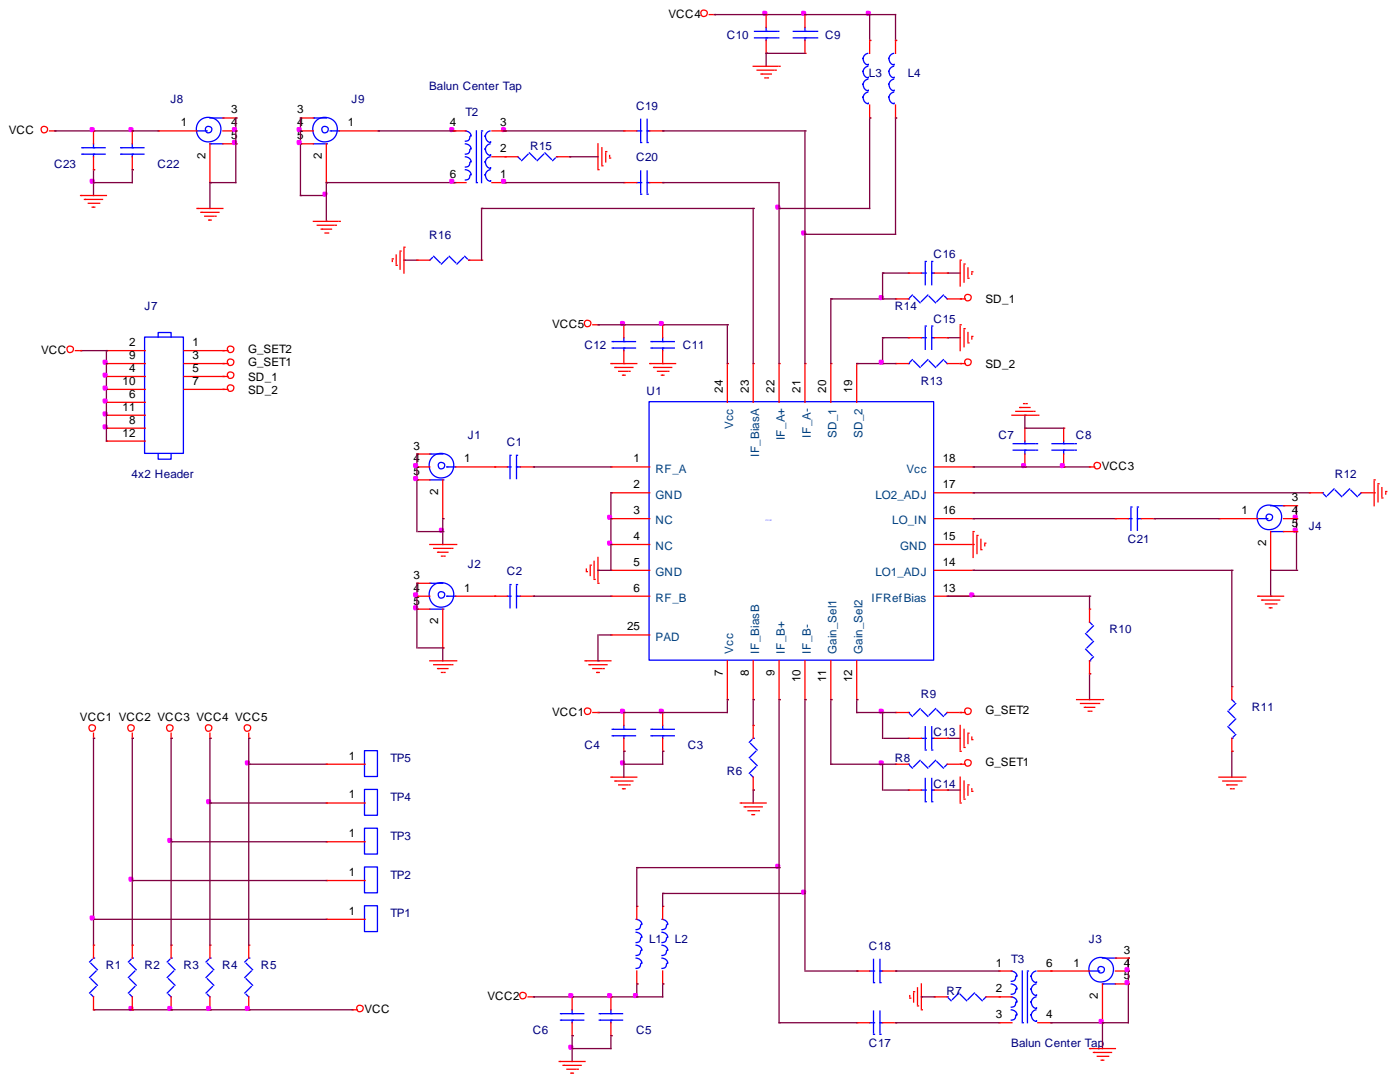 VCC4
C10
C9
L3
L4
Balun Center Tap
J8
J9
T2
C19
VCC
1
3
4
5
2
3
4
5
1
2
4
6
3
2
1
R15
C20
C23
C22
R16
C16
R14
SD_1
C15
R13
SD_2
J7
VCC
2
9
4
10
6
11
8
12
1
3
5
7
G_SET2
G_SET1
SD_1
SD_2
4x2 Header
VCC5
C12
C11
24
23
22
21
20
19
U1
Vcc
IF_BiasA
IF_A+
IF_A-
SD_1
SD_2
J1
C1
3
4
5
1
2
J2
C2
3
4
5
1
2
1 RF_A
2 GND
3 NC
4 NC
5 GND
6 RF_B
25 PAD
Vcc 18
LO2_ADJ 17
LO_IN 16
GND 15
LO1_ADJ 14
IFRefBias 13
C7
C8
VCC3
R12
C21
1
3
4
5
2
J4
R10
R11
Vcc
IF_BiasB
IF_B+
IF_B-
Gain_Sel1
Gain_Sel2
7
8
9
10
11
12
VCC1
C4
C3
R6
R9
G_SET2
C13
R8
G_SET1
C14
VCC1
VCC2
VCC3
VCC4
VCC5
1 TP5
1 TP4
1 TP3
1 TP2
1 TP1
R1
R2
R3
R4
R5
VCC
L1
L2
VCC2
C6
C5
C18
C17
R7
T3
1
2
3
6
4
J3
1
3
4
5
2
Balun Center Tap